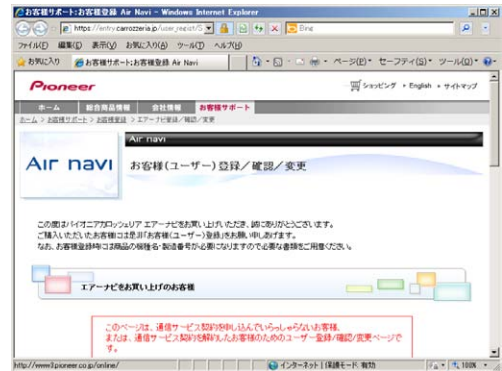 お客様サポート:お客様登録 Air Navi - Windows Internet Explorer
https://entry.carrozzeria.jp/user_regist/S
Bing
ファイル(F) 編集(E) 表示(V) お気に入り(A) ツール(T) ヘルプ(H)
お気に入り お客様サポート:お客様登録 Air Navi ページ(P) セーフティ(S) ツール(O)
Pioneer ショッピング English サイトマップ
ホーム 総合商品情報 会社情報 お客様サポート
ホーム > お客様サポート > お客様登録 > エアーナビ登録/確認/変更
Air navi
Air navi お客様(ユーザー)登録/確認/変更
この度はパイオニアカロッツェリア エアーナビをお買い上げいただき、誠にありがとうございます。
ご購入いただいたお客様には是非「お客様(ユーザー)登録」をお願い申しあげます。
なお、お客様登録時には商品の機種名・製造番号が必要になりますので必要な書類をご用意ください。
エアーナビをお買い上げのお客様
このページは、通信サービス契約を申し込んでいらっしゃらないお客様、
または、通信サービス契約を解約したお客様のためのユーザー登録/確認/変更ページで
す。
http://www3.pioneer.co.jp/online/ インターネット | 保護モード: 有効 100%